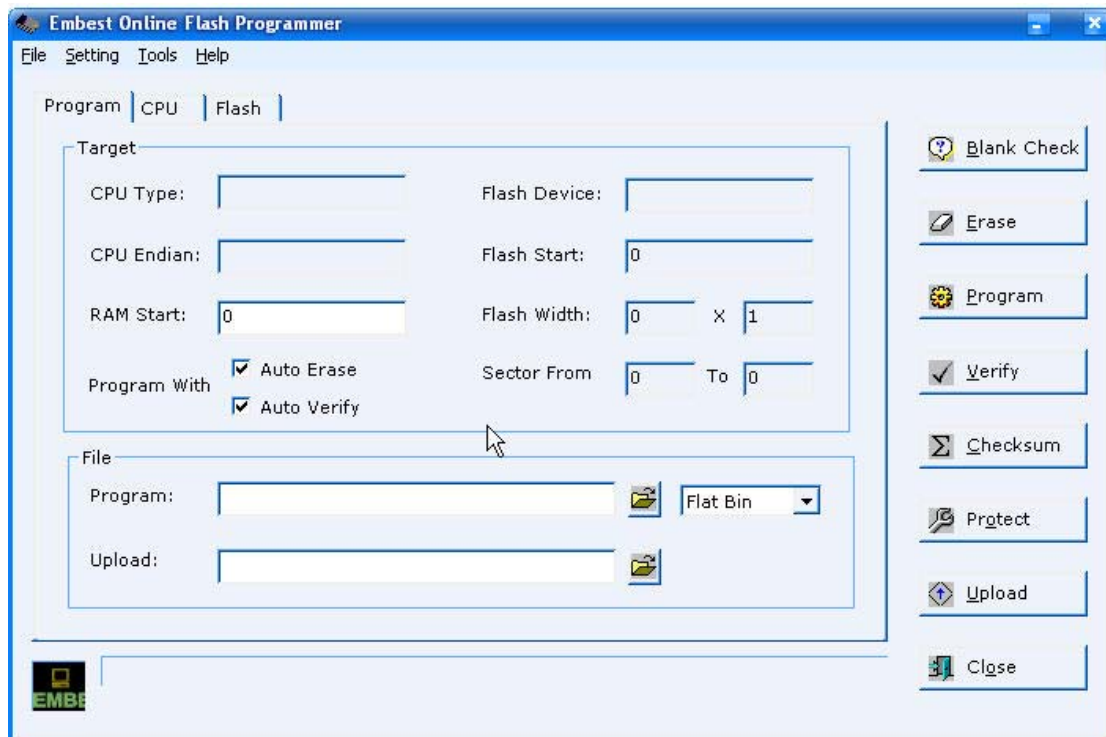 Embest Online Flash Programmer
File Setting Tools Help
Program CPU Flash
Target
CPU Type:
Flash Device:
CPU Endian:
Flash Start: 0
RAM Start: 0
Flash Width: 0 X 1
Program With
Auto Erase
Auto Verify
Sector From 0 To 0
File
Program:
Flat Bin
Upload:
Blank Check
Erase
Program
Verify
Checksum
Protect
Upload
Close
EMBE